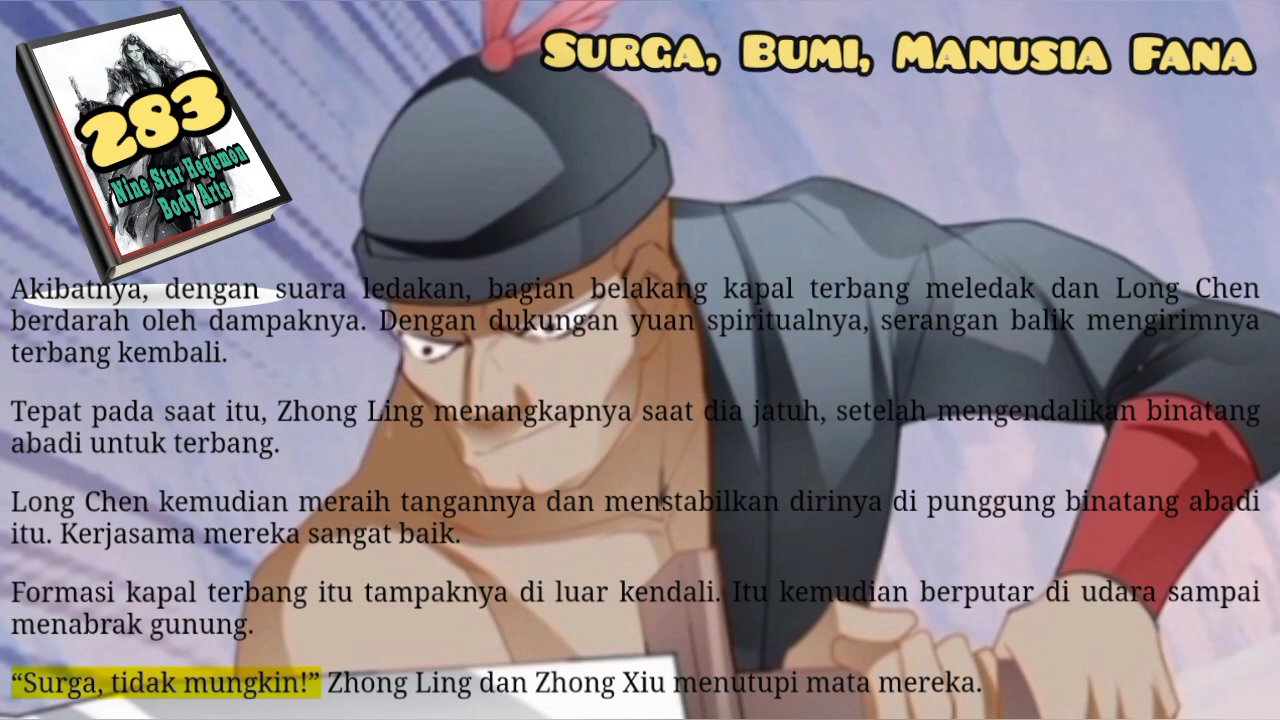 Surga, Bumi, Manusia Fana
283
Nine Star Hegemon
Body Arts
Akibatnya, dengan suara ledakan, bagian belakang kapal terbang meledak dan Long Chen
berdarah oleh dampaknya. Dengan dukungan yuan spiritualnya, serangan balik mengirimnya
terbang kembali.
Tepat pada saat itu, Zhong Ling menangkapnya saat dia jatuh, setelah mengendalikan binatang
abadi untuk terbang.
Long Chen kemudian meraih tangannya dan menstabilkan dirinya di punggung binatang abadi
itu. Kerjasama mereka sangat baik.
Formasi kapal terbang itu tampaknya di luar kendali. Itu kemudian berputar di udara sampai
menabrak gunung.
“Surga, tidak mungkin!” Zhong Ling dan Zhong Xiu menutupi mata mereka.